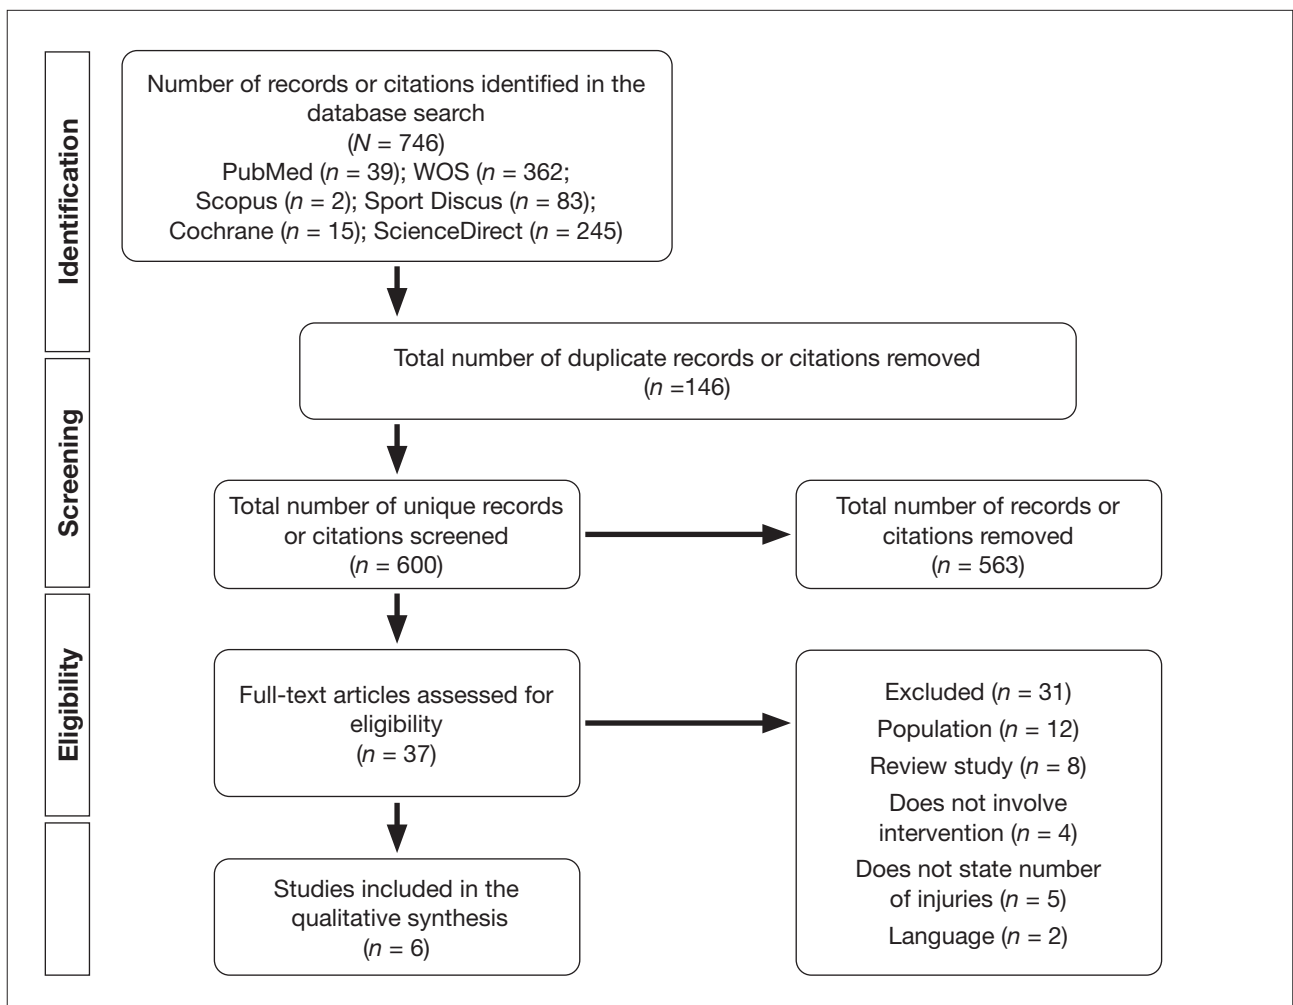 Identification
Number of records or citations identified in the
database search
(N = 746)
PubMed (n = 39); WOS (n = 362;
Scopus (n = 2); Sport Discus (n = 83);
Cochrane (n = 15); ScienceDirect (n = 245)
Total number of duplicate records or citations removed
(n =146)
Screening
Total number of unique records
or citations screened
(n = 600)
Total number of records or
citations removed
(n = 563)
Eligibility
Full-text articles assessed for
eligibility
(n = 37)
Excluded (n = 31)
Population (n = 12)
Review study (n = 8)
Does not involve
intervention (n = 4)
Does not state number
of injuries (n = 5)
Language (n = 2)
Studies included in the
qualitative synthesis
(n = 6)